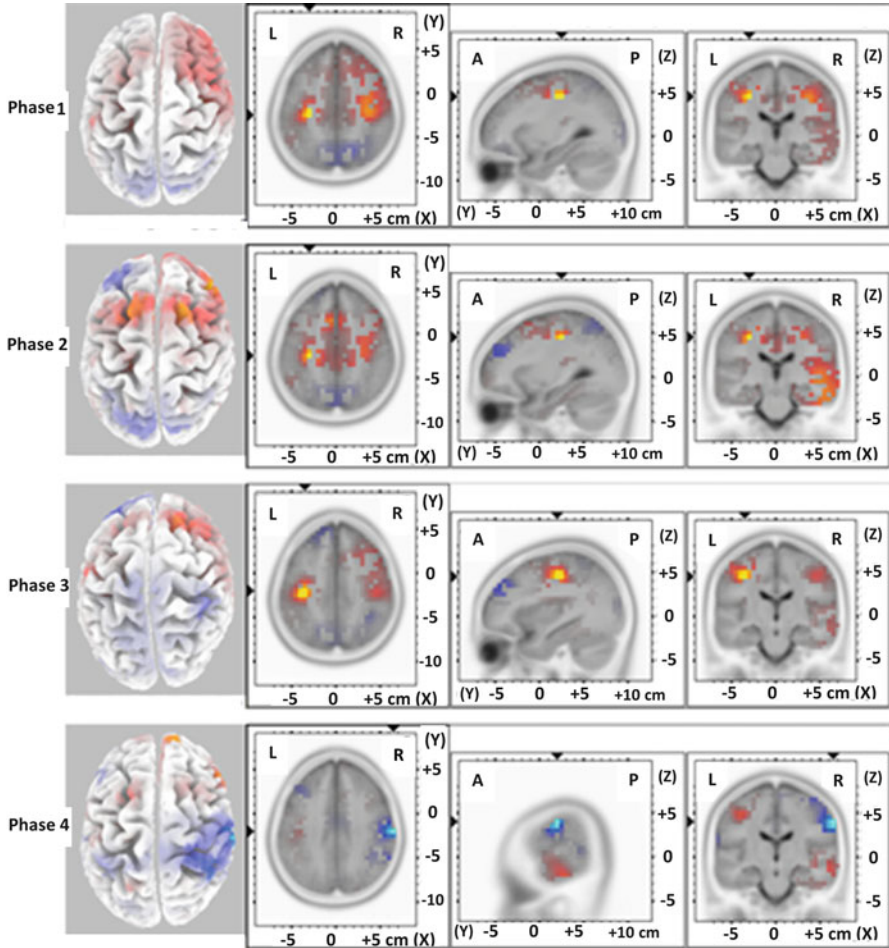 L R (Y)
A P (Z)
L R (Z)
+5
0
-5
-10
+5
0
-5
+5
0
-5
Phase 1
-5 0 +5 cm (X)
(Y) -5 0 +5 +10 cm
-5 0 +5 cm (X)
L R (Y)
A P (Z)
L R (Z)
+5
0
-5
-10
+5
0
-5
+5
0
-5
Phase 2
-5 0 +5 cm (X)
(Y) -5 0 +5 +10 cm
-5 0 +5 cm (X)
L R (Y)
A P (Z)
L R (Z)
+5
0
-5
-10
+5
0
-5
+5
0
-5
Phase 3
-5 0 +5 cm (X)
(Y) -5 0 +5 +10 cm
-5 0 +5 cm (X)
L R (Y)
A P (Z)
L R (Z)
+5
0
-5
-10
+5
0
-5
+5
0
-5
Phase 4
-5 0 +5 cm (X)
(Y) -5 0 +5 +10 cm
-5 0 +5 cm (X)